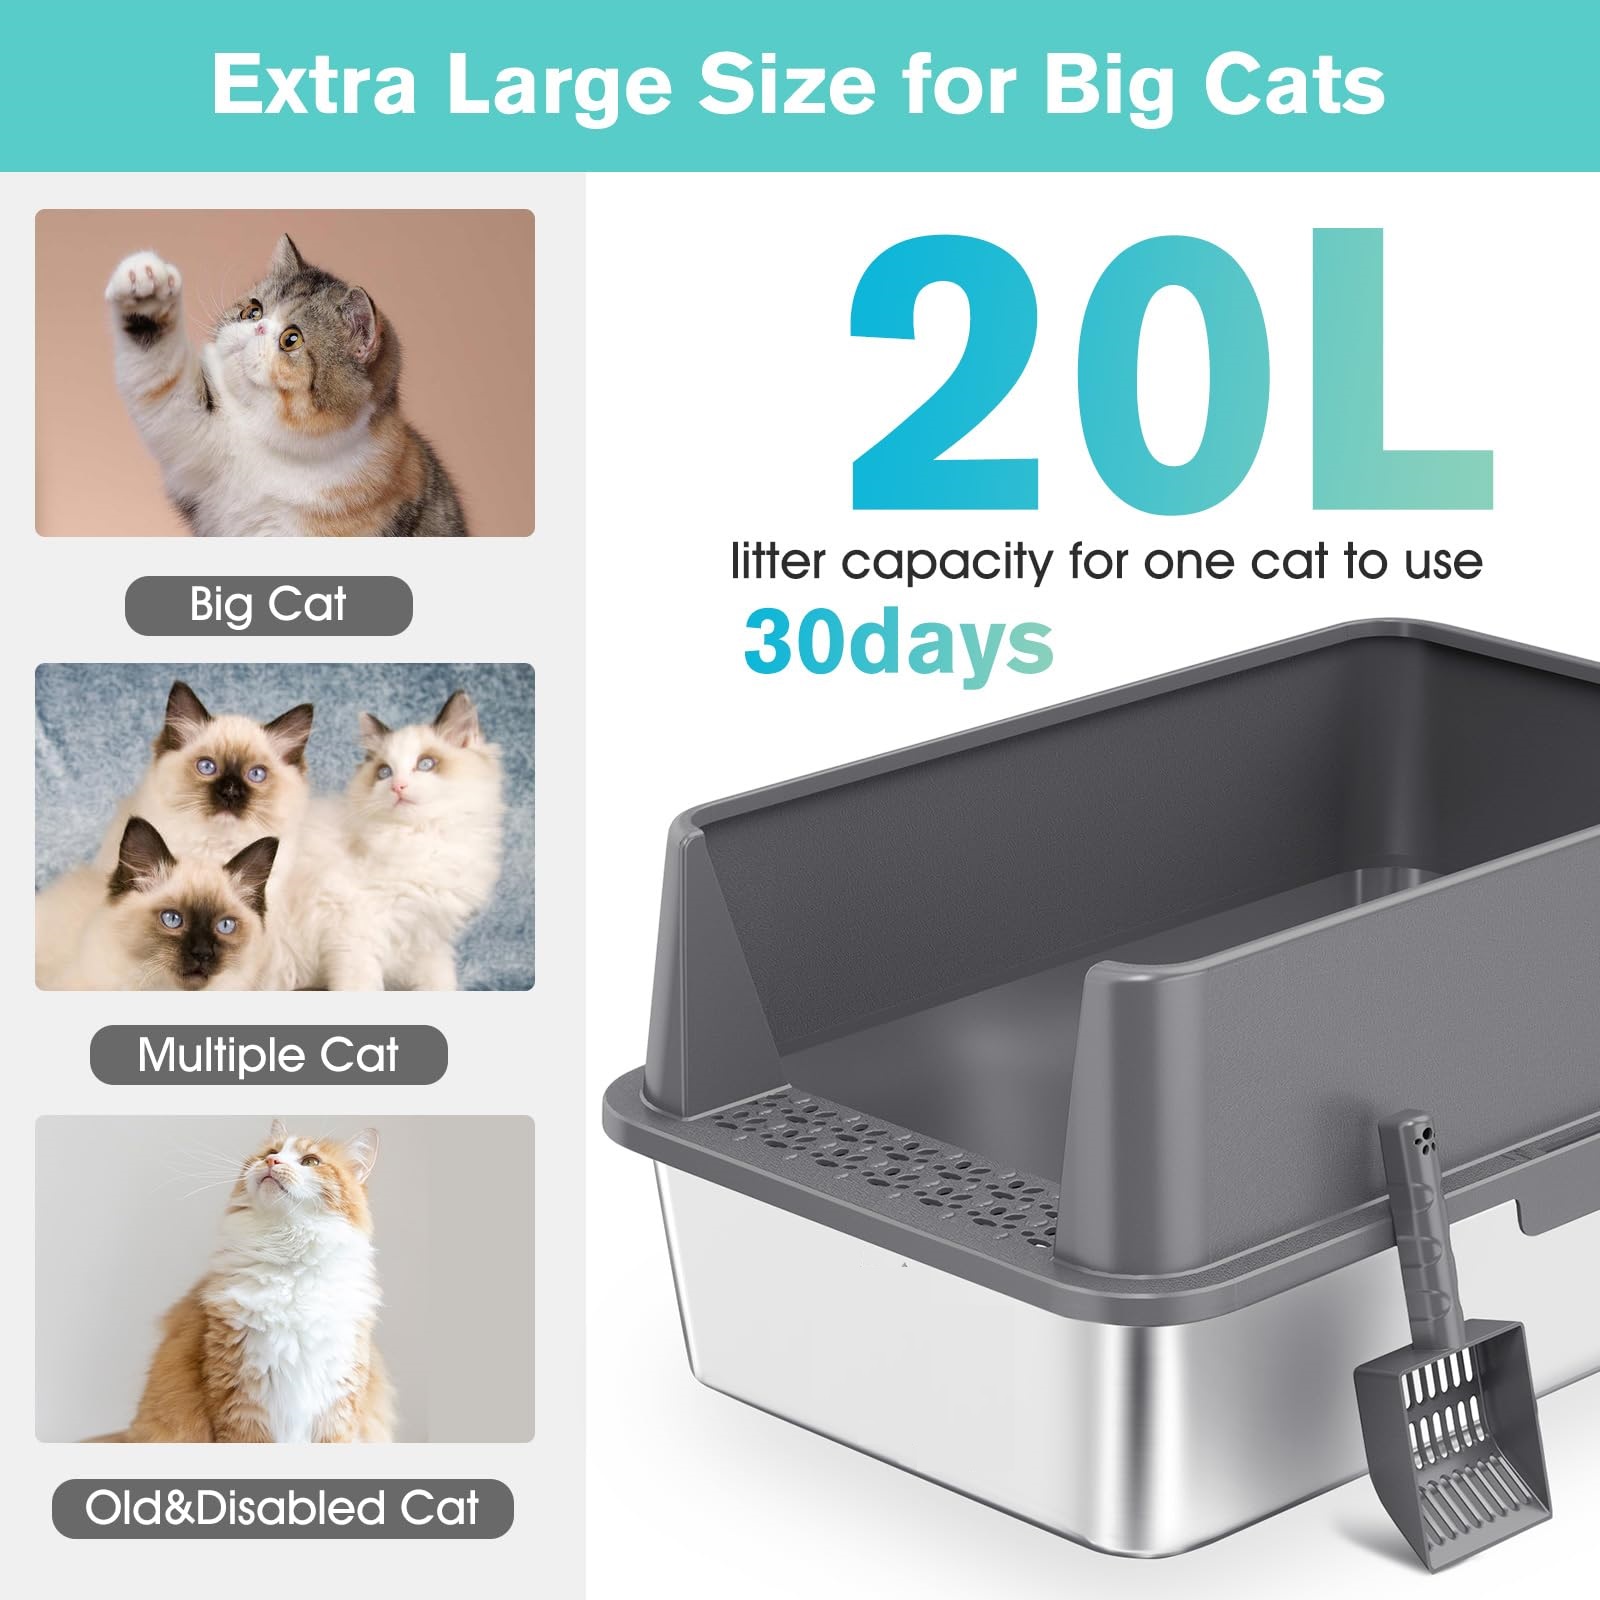 Extra Large Size for Big Cats
20L
litter capacity for one cat to use
30days
Big Cat
Multiple Cat
Old&Disabled Cat